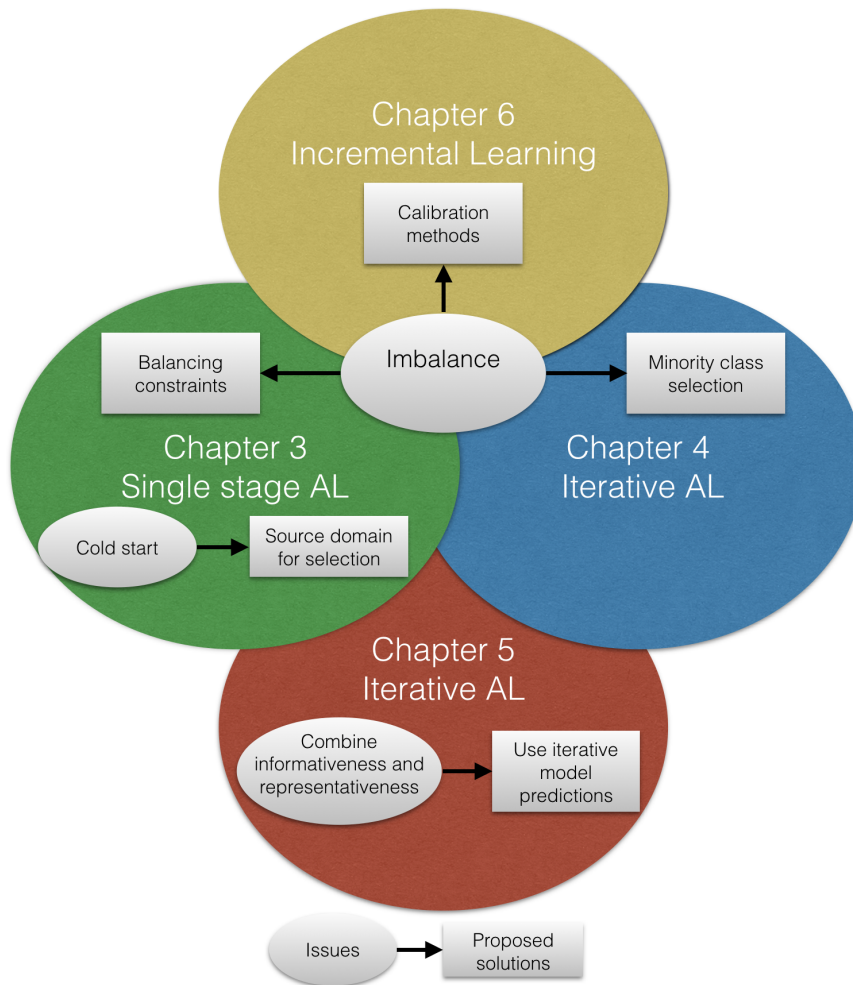 Chapter 6
Incremental Learning
Calibration
methods
Imbalance
Balancing
constraints
Minority class
selection
Chapter 3
Single stage AL
Chapter 4
Iterative AL
Cold start
Source domain
for selection
Chapter 5
Iterative AL
Combine
informativeness and
representativeness
Use iterative
model
predictions
Issues
Proposed
solutions